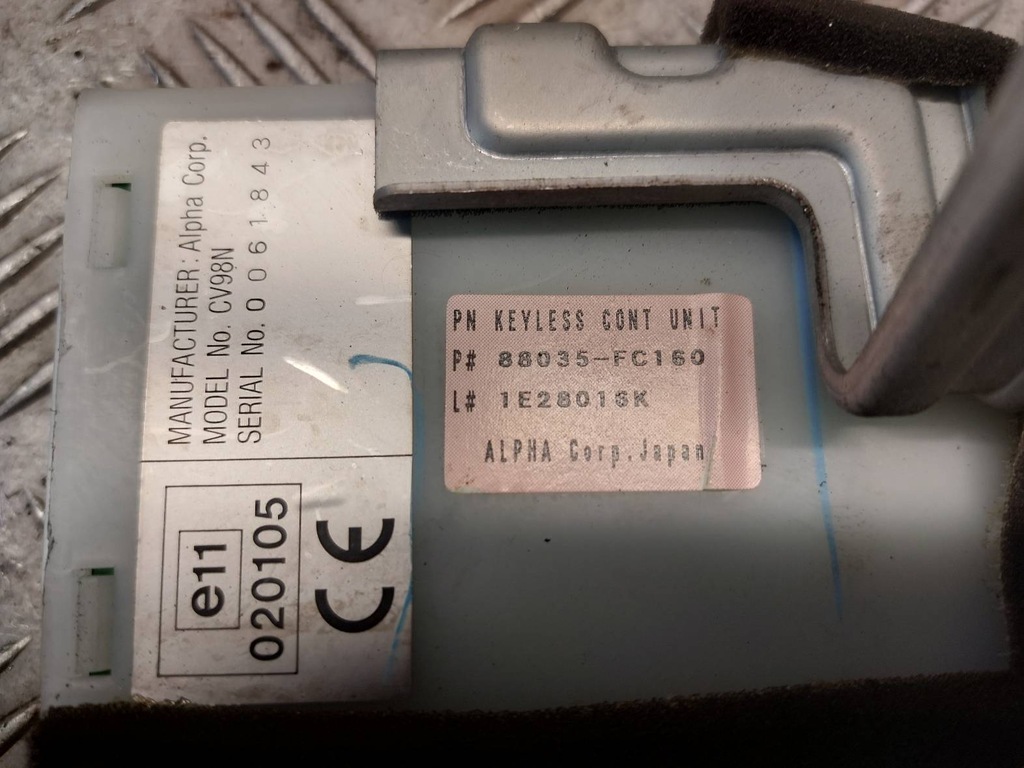 MANUFACTURER: Alpha Corp.
MODEL No. CV98N
SERIAL No. 0061843
e11
020105
CE
PN KEYLESS CONT UNIT
P# 88035-FC160
L# 1E28016K
ALPHA Corp. Japan